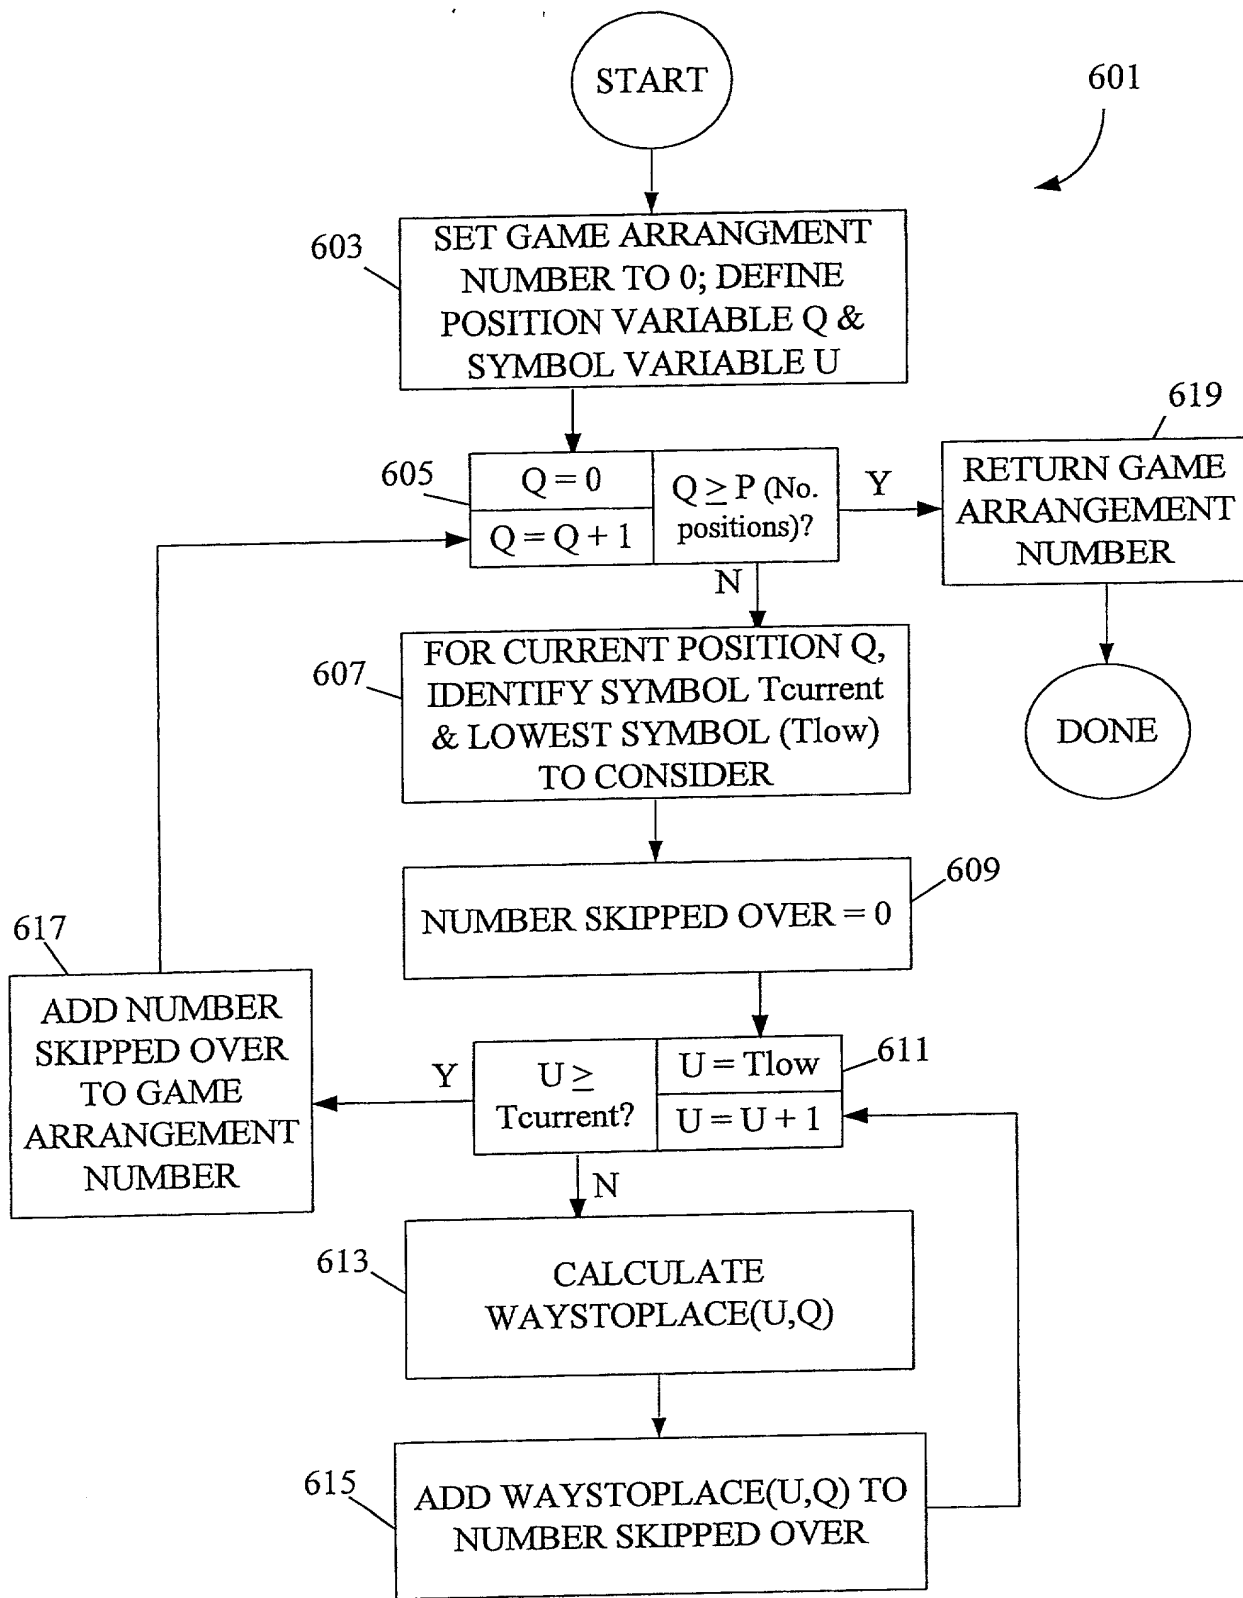 START
601
603
SET GAME ARRANGMENT
NUMBER TO 0; DEFINE
POSITION VARIABLE Q &
SYMBOL VARIABLE U
605
Q = 0
Q = Q + 1
Q ≥ P (No.
positions)?
Y
N
619
RETURN GAME
ARRANGEMENT
NUMBER
DONE
607
FOR CURRENT POSITION Q,
IDENTIFY SYMBOL Tcurrent
& LOWEST SYMBOL (Tlow)
TO CONSIDER
609
NUMBER SKIPPED OVER = 0
611
U = Tlow
U = U + 1
U ≥
Tcurrent?
Y
N
617
ADD NUMBER
SKIPPED OVER
TO GAME
ARRANGEMENT
NUMBER
613
CALCULATE
WAYSTOPLACE(U,Q)
615
ADD WAYSTOPLACE(U,Q) TO
NUMBER SKIPPED OVER